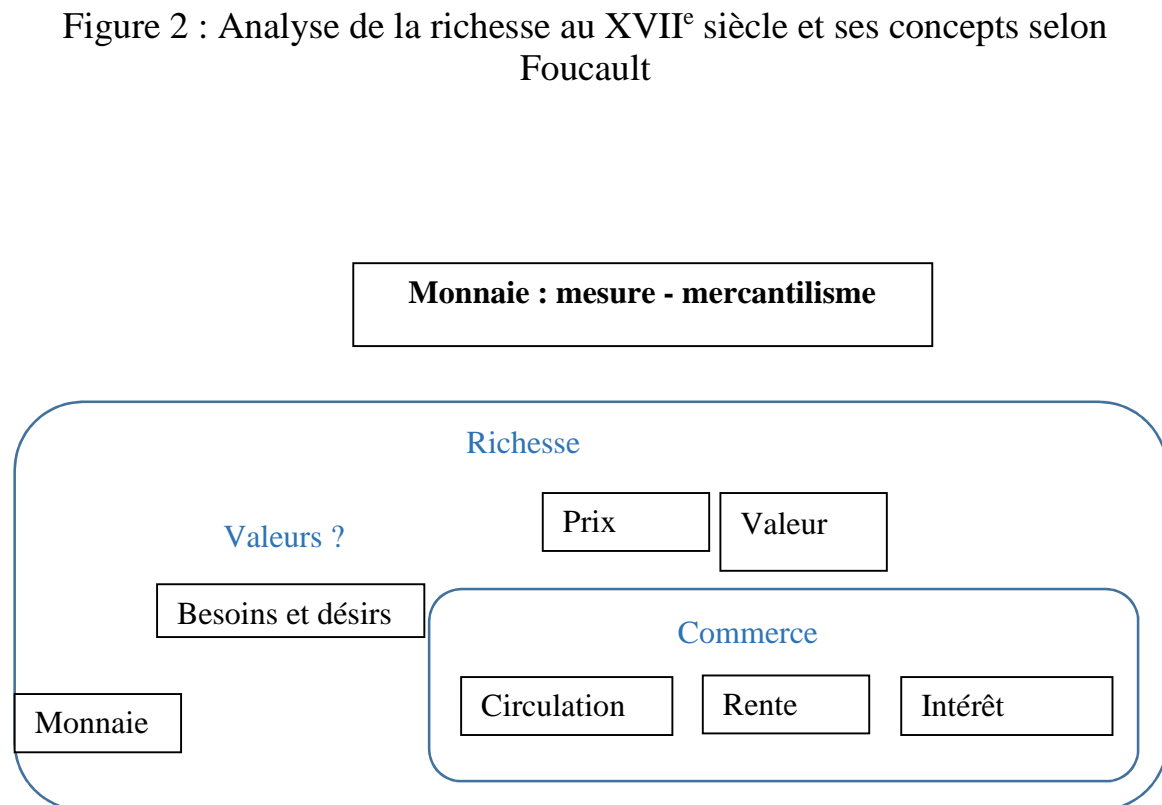 Figure 2 : Analyse de la richesse au XVIIᵉ siècle et ses concepts selon
Foucault
Monnaie : mesure - mercantilisme
Richesse
Prix
Valeur
Valeurs ?
Besoins et désirs
Commerce
Circulation
Rente
Intérêt
Monnaie